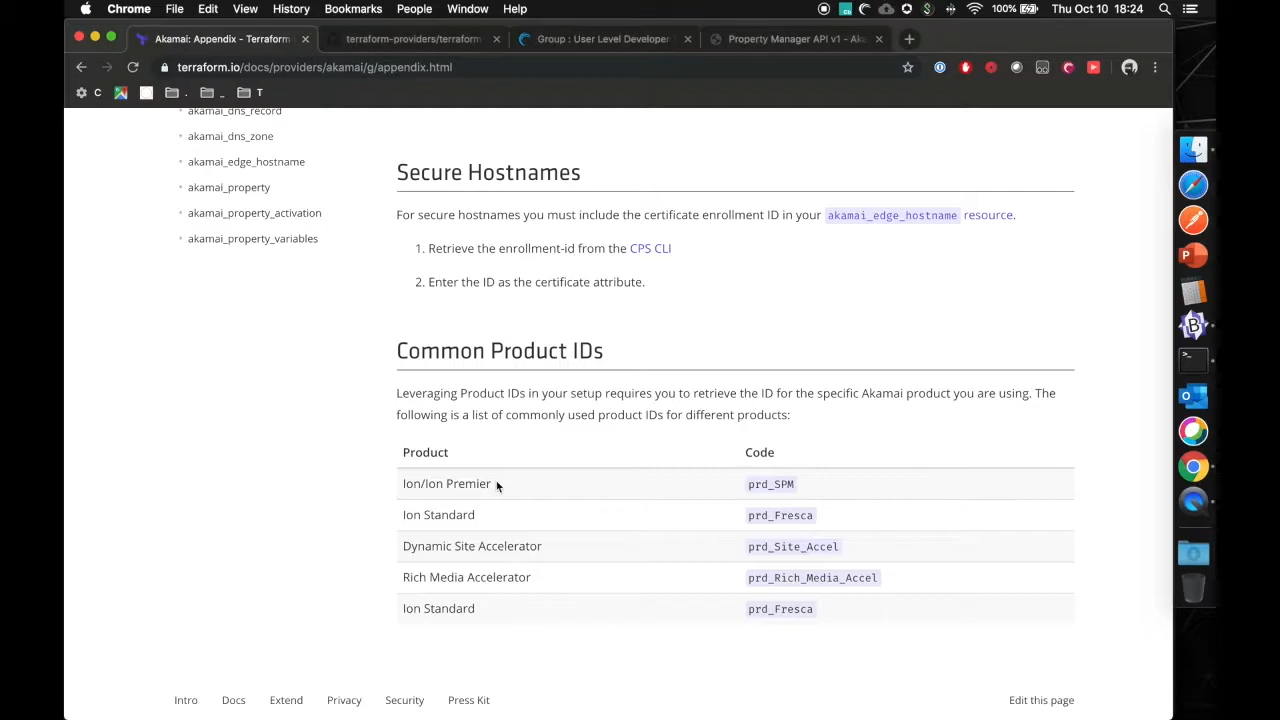 Chrome File Edit View History Bookmarks People Window Help 100% Thu Oct 10 18:24
Akamai: Appendix - Terraform terraform-providers/terraform Group : User Level Developer Property Manager API v1 - Aka
terraform.io/docs/providers/akamai/g/appendix.html
C . _ T
akamai_dns_record
akamai_dns_zone
akamai_edge_hostname
akamai_property
akamai_property_activation
akamai_property_variables
Secure Hostnames
For secure hostnames you must include the certificate enrollment ID in your akamai_edge_hostname resource.
1. Retrieve the enrollment-id from the CPS CLI
2. Enter the ID as the certificate attribute.
Common Product IDs
Leveraging Product IDs in your setup requires you to retrieve the ID for the specific Akamai product you are using. The
following is a list of commonly used product IDs for different products:
Product Code
Ion/Ion Premier prd_SPM
Ion Standard prd_Fresca
Dynamic Site Accelerator prd_Site_Accel
Rich Media Accelerator prd_Rich_Media_Accel
Ion Standard prd_Fresca
Intro Docs Extend Privacy Security Press Kit Edit this page